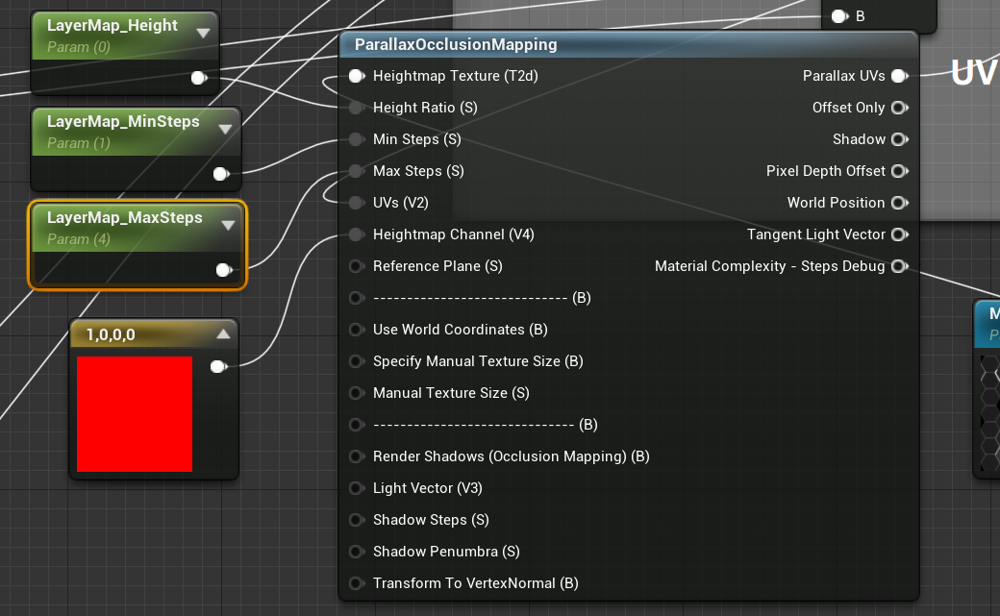 LayerMap_Height
Param (0)
LayerMap_MinSteps
Param (1)
LayerMap_MaxSteps
Param (4)
1,0,0,0
B
ParallaxOcclusionMapping
Heightmap Texture (T2d)
Height Ratio (S)
Min Steps (S)
Max Steps (S)
UVs (V2)
Heightmap Channel (V4)
Reference Plane (S)
----------------------------- (B)
Use World Coordinates (B)
Specify Manual Texture Size (B)
Manual Texture Size (S)
------------------------------ (B)
Render Shadows (Occlusion Mapping) (B)
Light Vector (V3)
Shadow Steps (S)
Shadow Penumbra (S)
Transform To VertexNormal (B)
Parallax UVs
Offset Only
Shadow
Pixel Depth Offset
World Position
Tangent Light Vector
Material Complexity - Steps Debug
UV
M
P